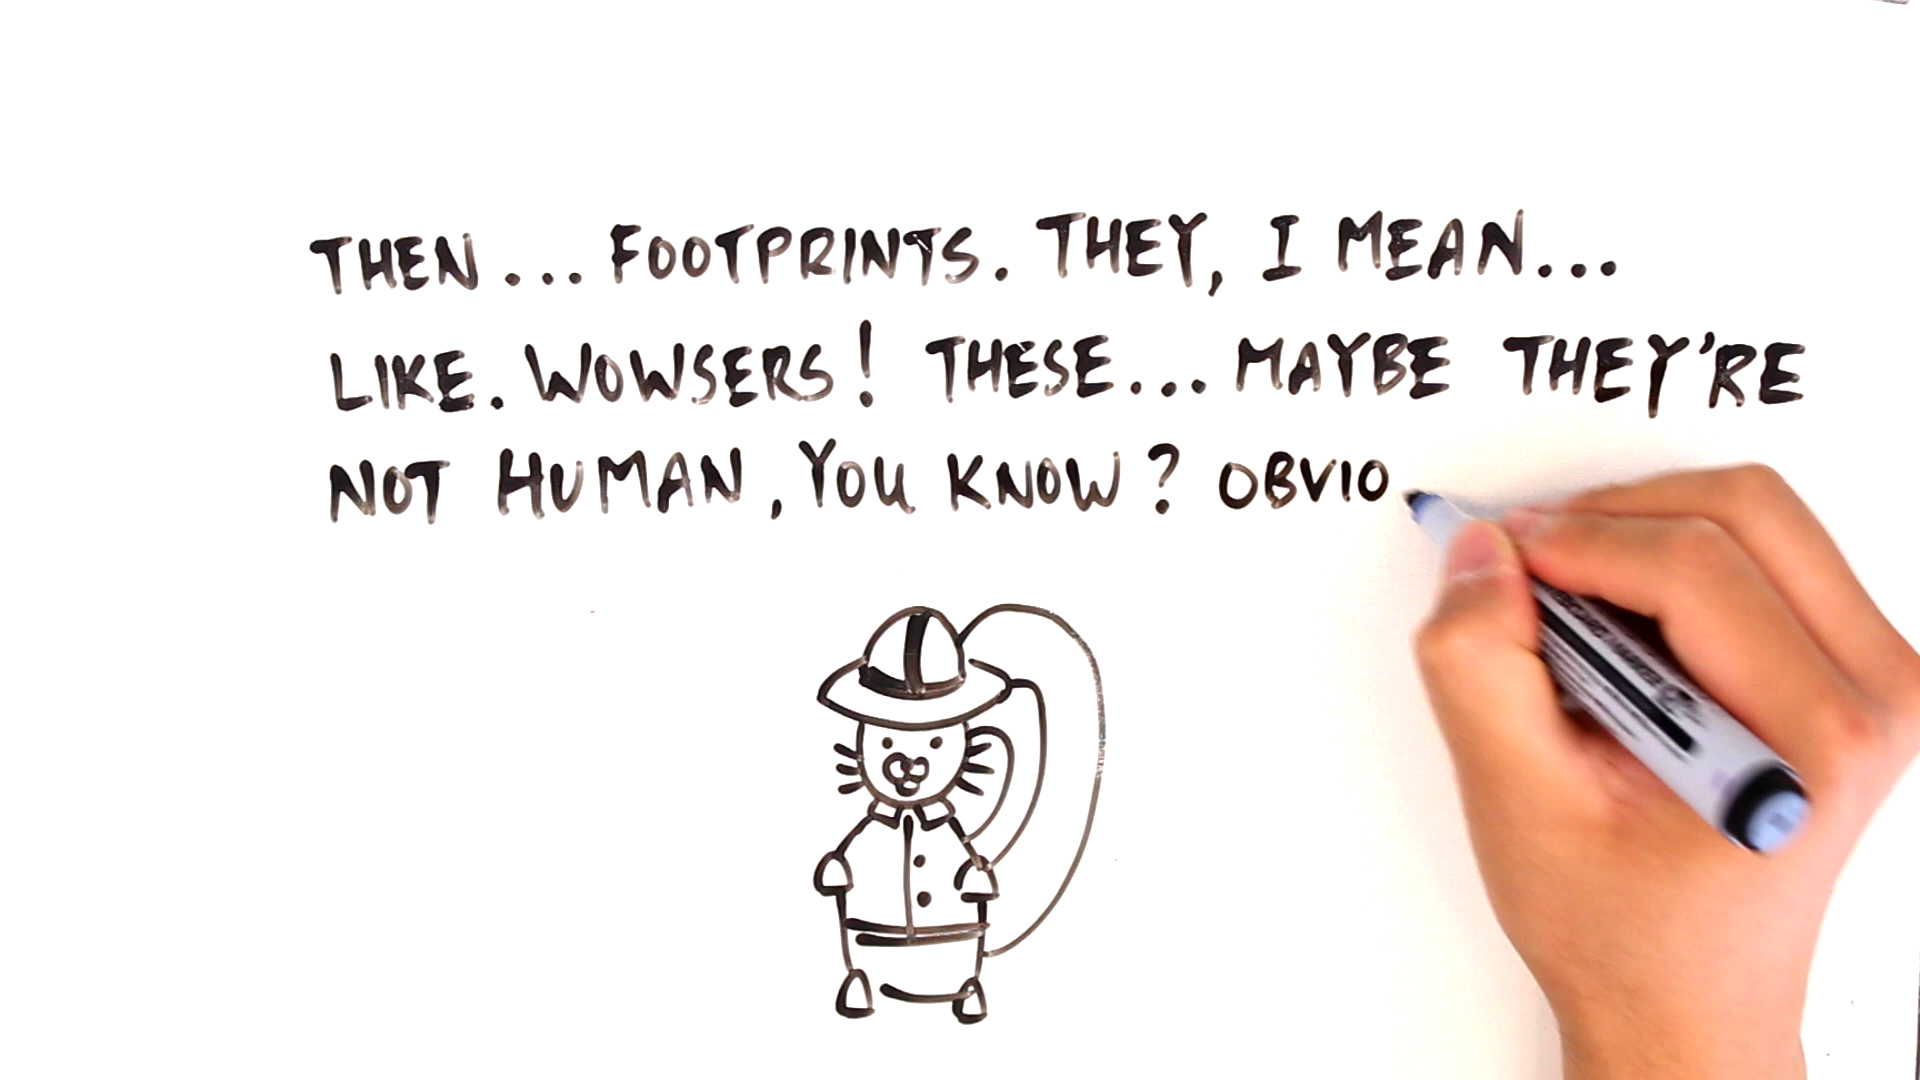 THEN... FOOTPRINTS. THEY, I MEAN...
LIKE. WOWSERS! THESE... MAYBE THEY'RE
NOT HUMAN, YOU KNOW? OBVIO